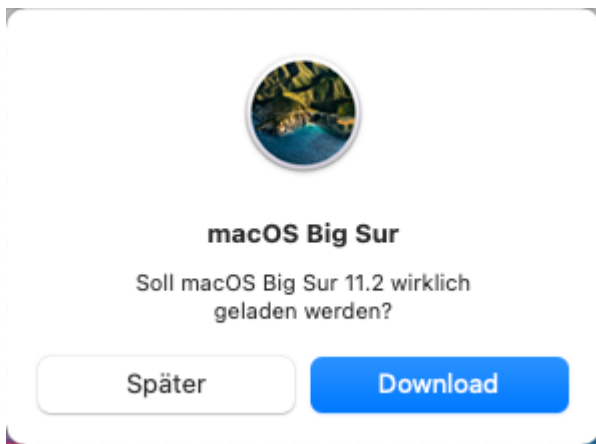 macOS Big Sur
Soll macOS Big Sur 11.2 wirklich
geladen werden?
Später
Download